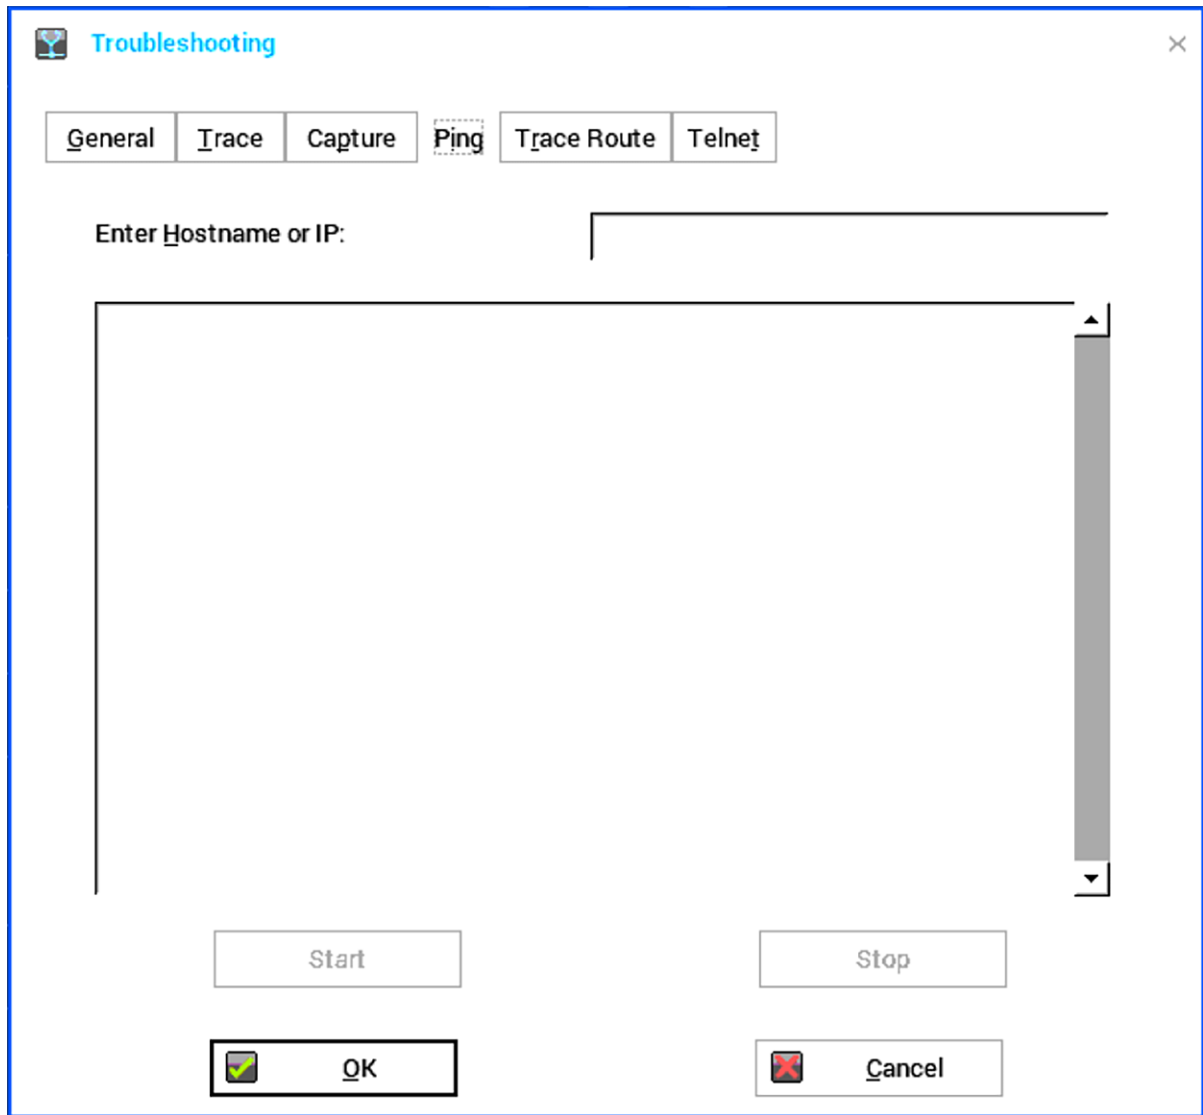 Troubleshooting
General Trace Capture Ping Trace Route Telnet
Enter Hostname or IP:
Start Stop
OK Cancel